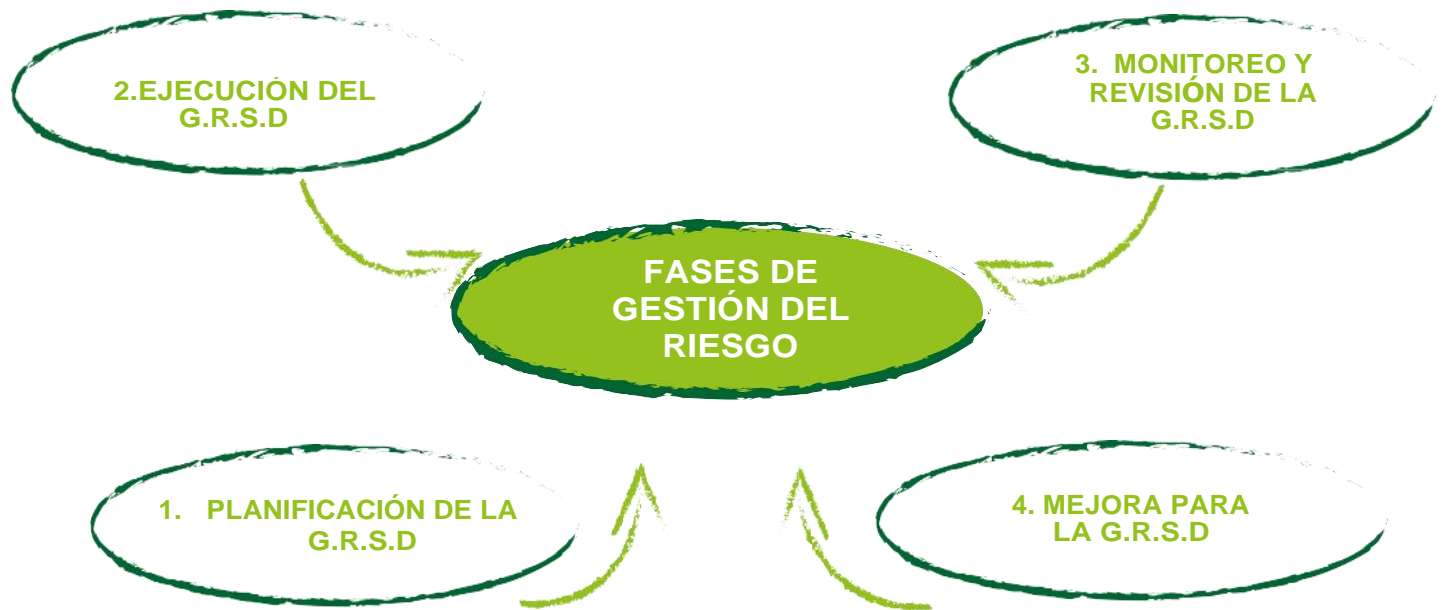 2.EJECUCIÓN DEL
G.R.S.D
3. MONITOREO Y
REVISIÓN DE LA
G.R.S.D
FASES DE
GESTIÓN DEL
RIESGO
1. PLANIFICACIÓN DE LA
G.R.S.D
4. MEJORA PARA
LA G.R.S.D